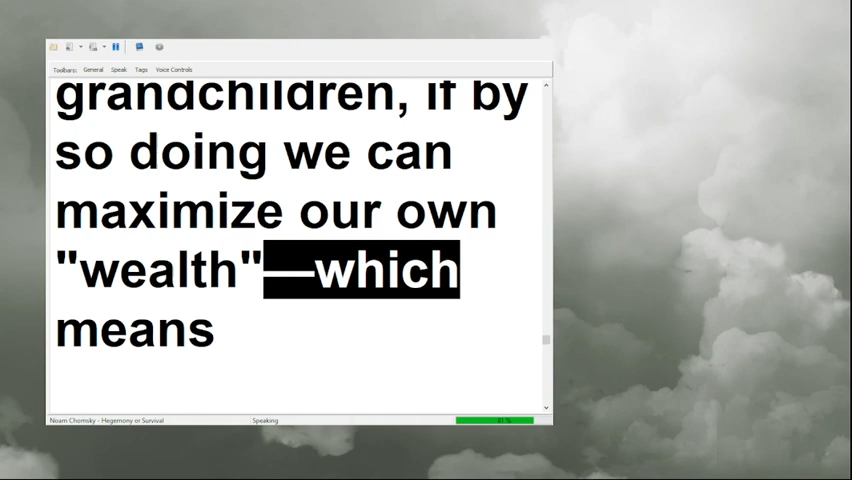 Toolbars: General Speak Tags Voice Controls
grandchildren, if by
so doing we can
maximize our own
"wealth"—which
means
Noam Chomsky - Hegemony or Survival Speaking 81 %